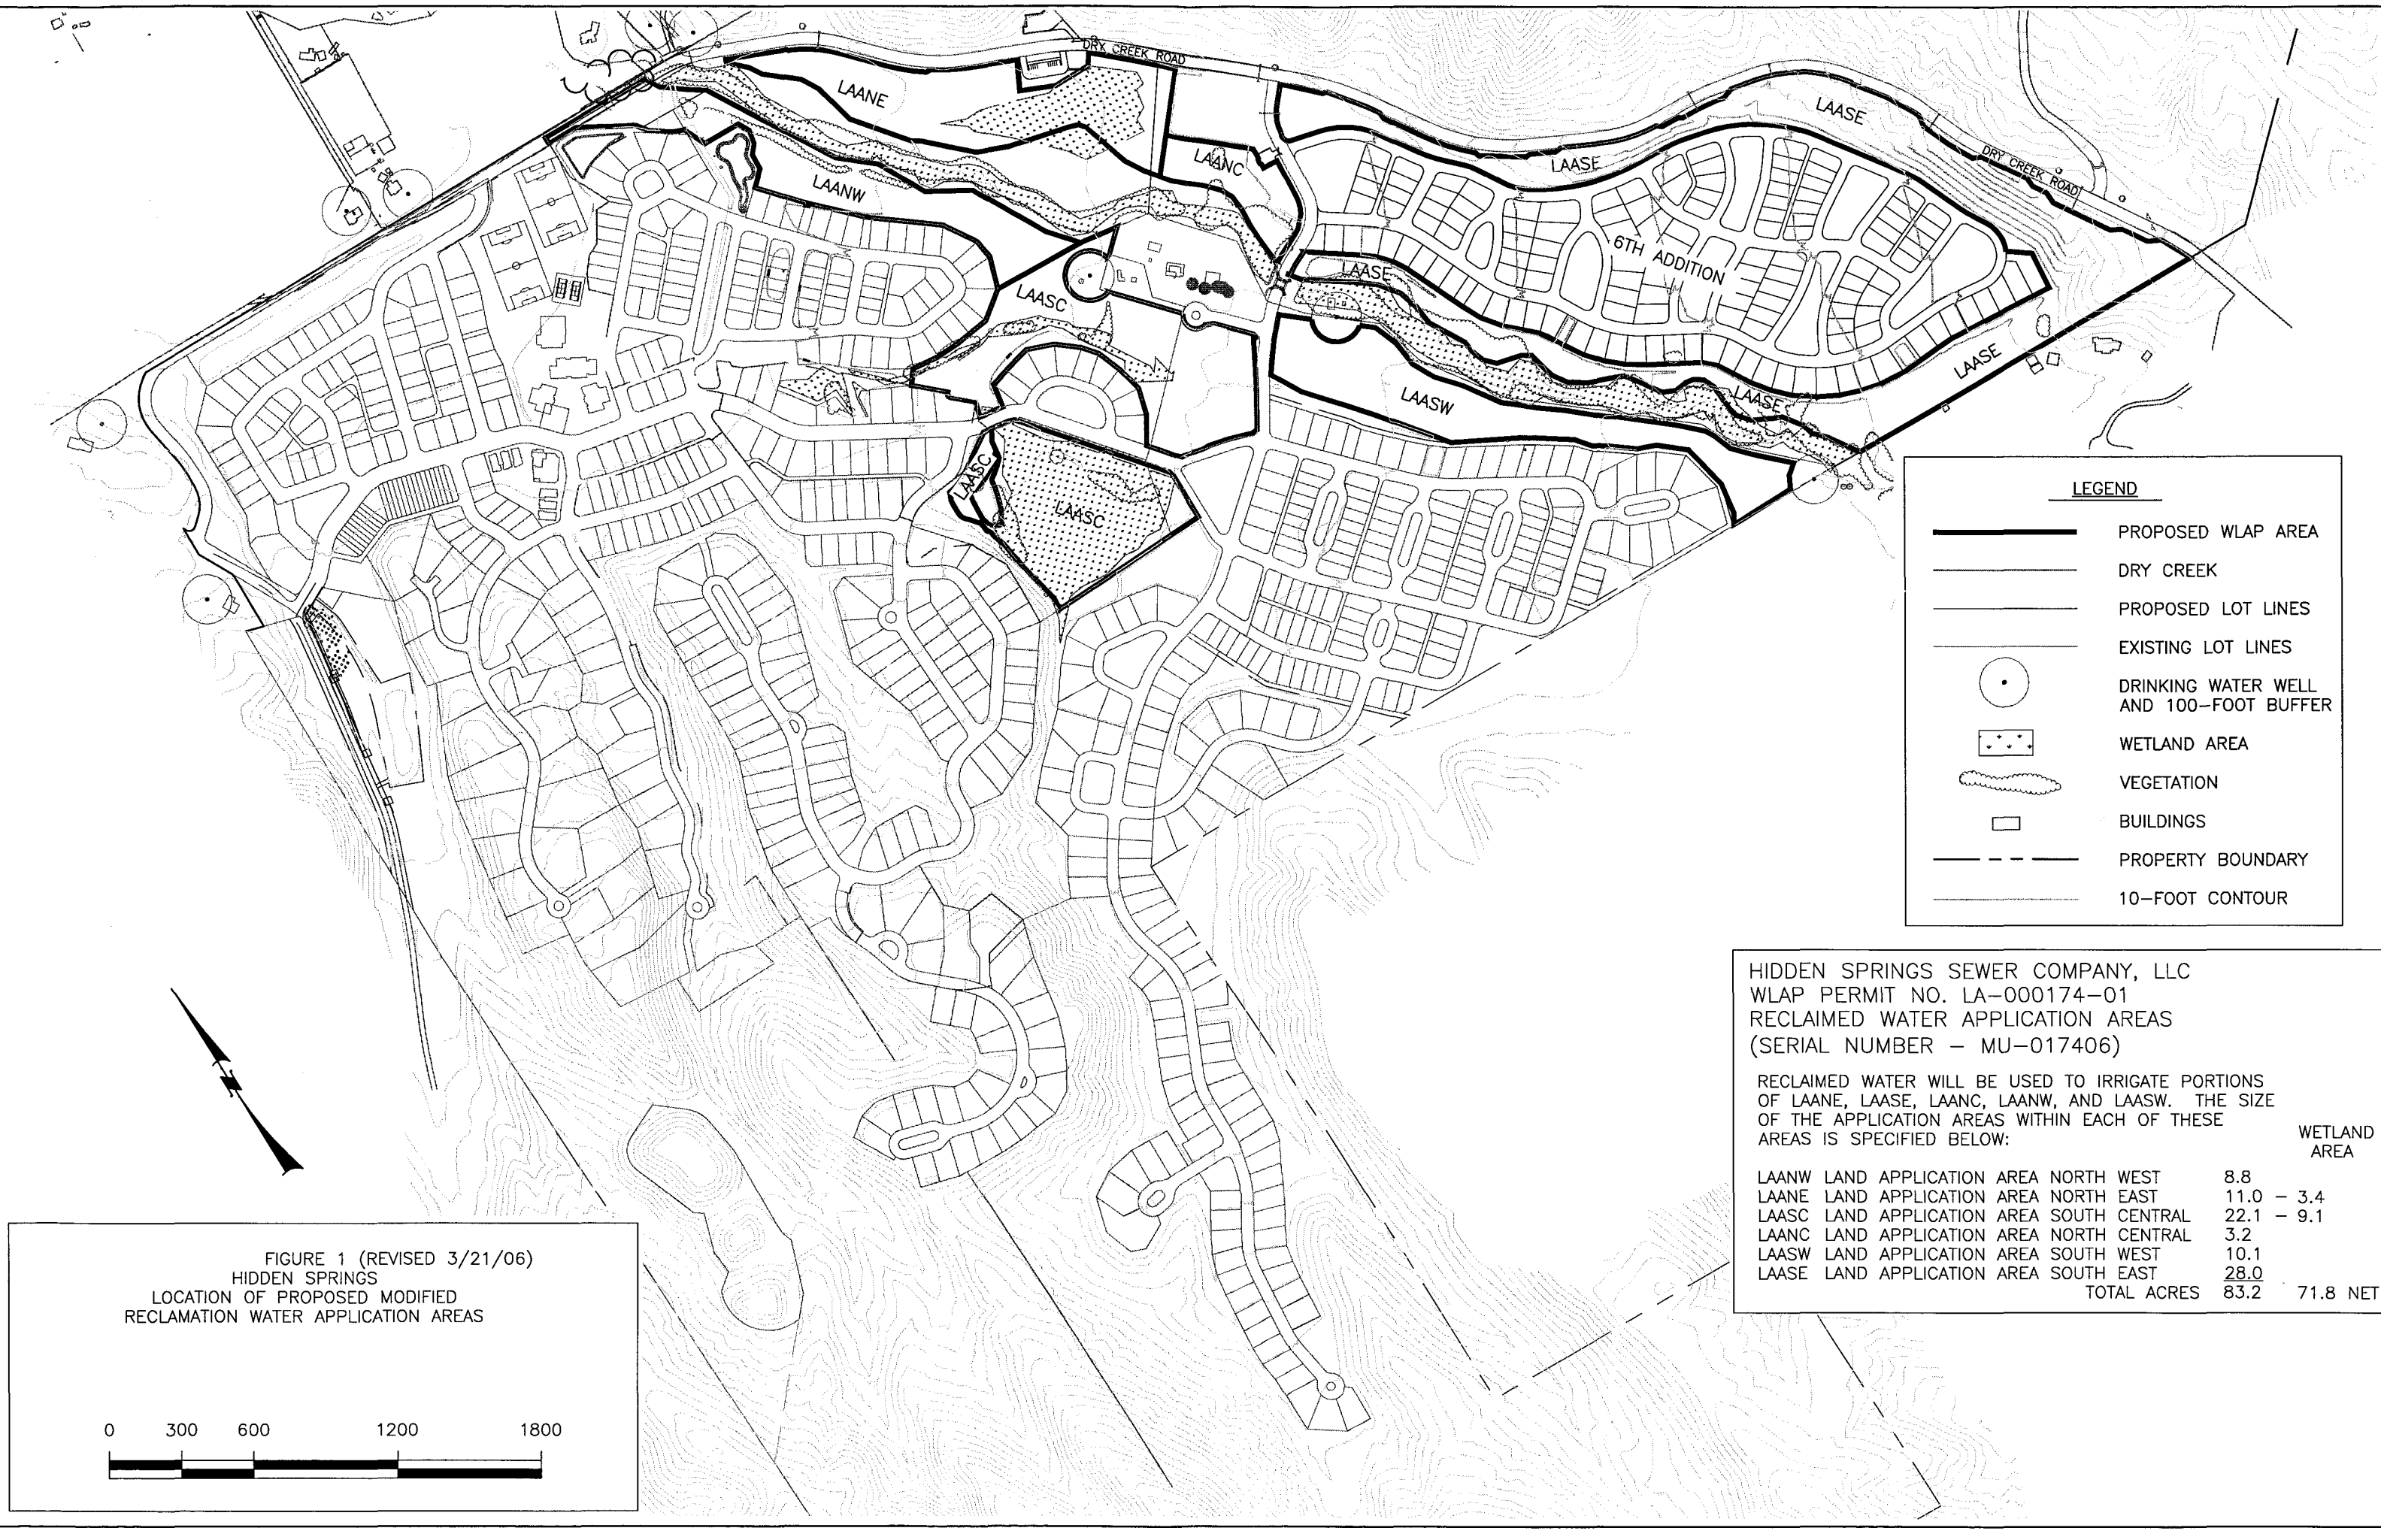 DRY CREEK ROAD
LAANE
LAASE
LAANC
LAASE
DRY CREEK ROAD
LAANW
6TH ADDITION
LAASE
LAASC
LAASE
LAASW
LAASE
LAASC
LAASC
LEGEND
PROPOSED WLAP AREA
DRY CREEK
PROPOSED LOT LINES
EXISTING LOT LINES
DRINKING WATER WELL
AND 100-FOOT BUFFER
WETLAND AREA
VEGETATION
BUILDINGS
PROPERTY BOUNDARY
10-FOOT CONTOUR
HIDDEN SPRINGS SEWER COMPANY, LLC
WLAP PERMIT NO. LA-000174-01
RECLAIMED WATER APPLICATION AREAS
(SERIAL NUMBER - MU-017406)
RECLAIMED WATER WILL BE USED TO IRRIGATE PORTIONS
OF LAANE, LAASE, LAANC, LAANW, AND LAASW. THE SIZE
OF THE APPLICATION AREAS WITHIN EACH OF THESE
AREAS IS SPECIFIED BELOW:
WETLAND
AREA
LAANW LAND APPLICATION AREA NORTH WEST 8.8
LAANE LAND APPLICATION AREA NORTH EAST 11.0 - 3.4
LAASC LAND APPLICATION AREA SOUTH CENTRAL 22.1 - 9.1
LAANC LAND APPLICATION AREA NORTH CENTRAL 3.2
LAASW LAND APPLICATION AREA SOUTH WEST 10.1
LAASE LAND APPLICATION AREA SOUTH EAST 28.0
TOTAL ACRES 83.2 71.8 NET
N
FIGURE 1 (REVISED 3/21/06)
HIDDEN SPRINGS
LOCATION OF PROPOSED MODIFIED
RECLAMATION WATER APPLICATION AREAS
0 300 600 1200 1800